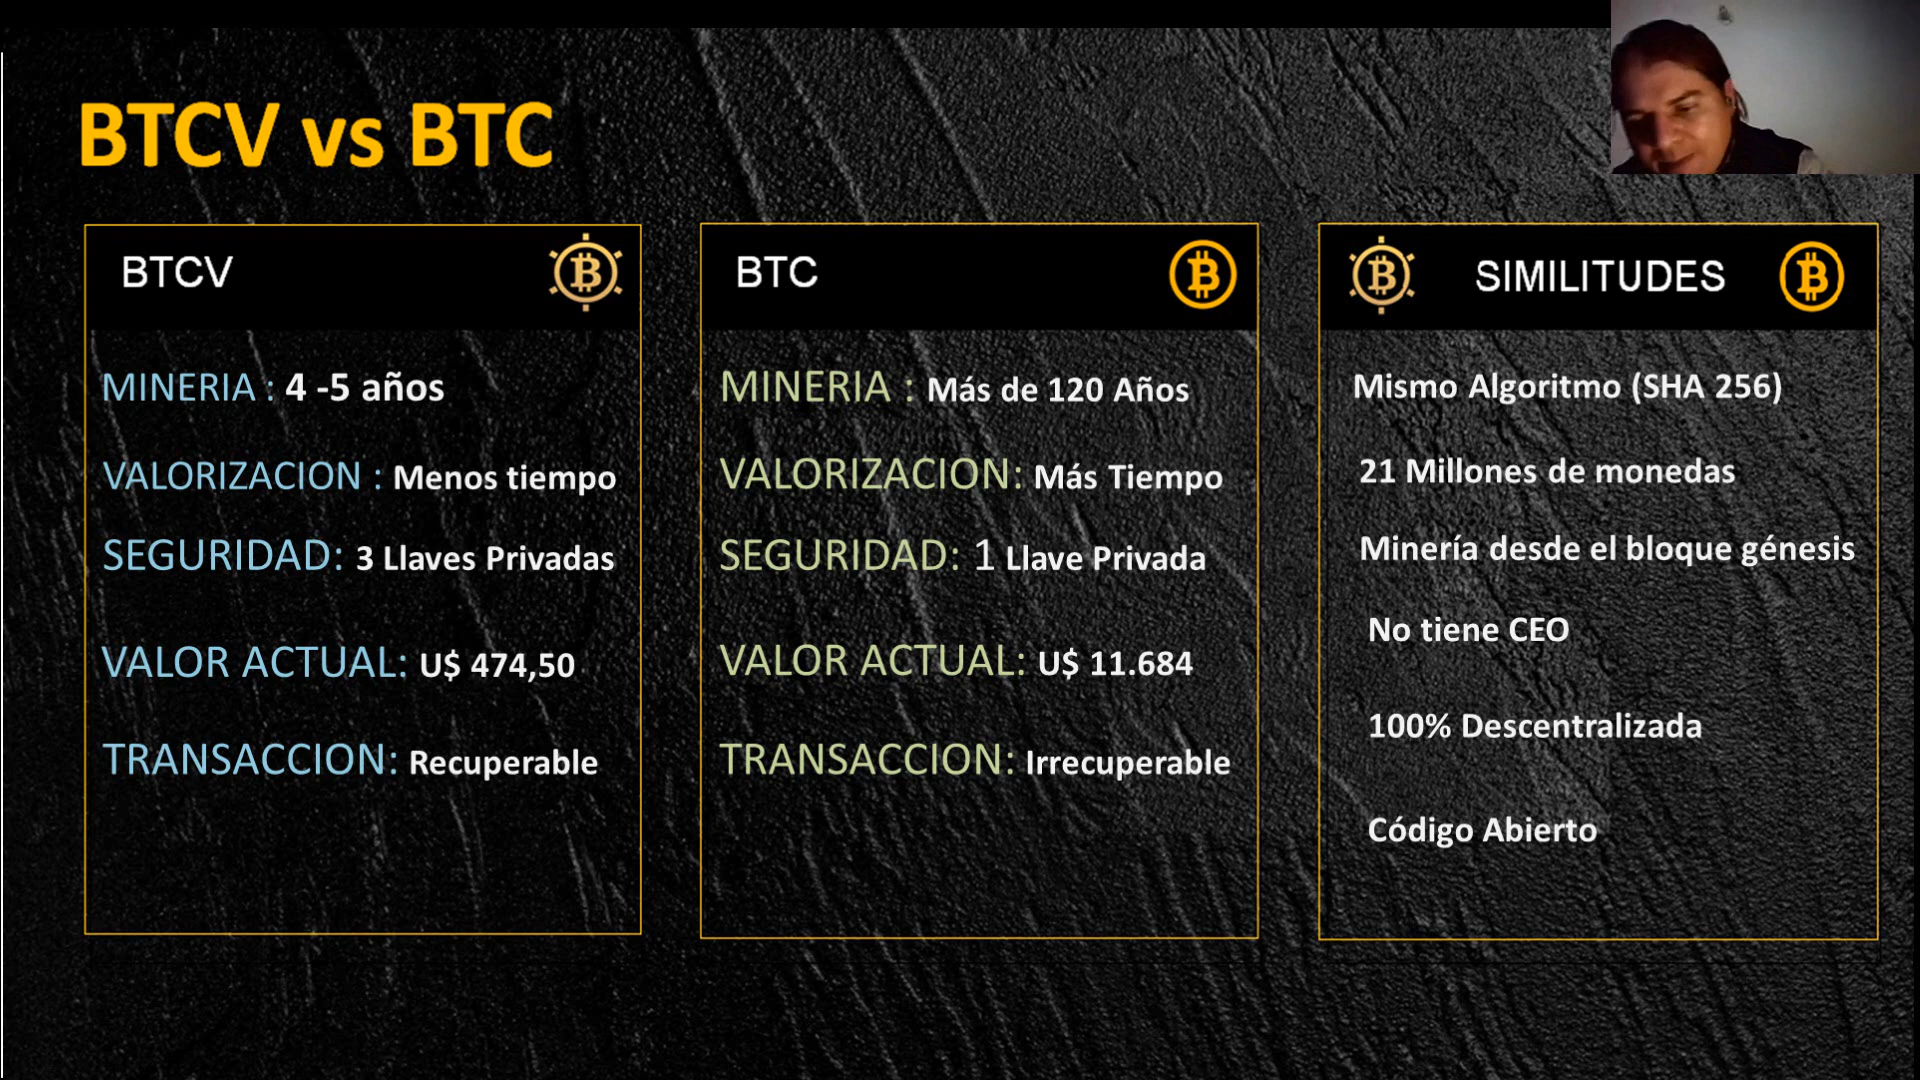 BTCV vs BTC
BTCV
MINERIA : 4 -5 años
VALORIZACION : Menos tiempo
SEGURIDAD: 3 Llaves Privadas
VALOR ACTUAL: U$ 474,50
TRANSACCION: Recuperable
BTC
MINERIA : Más de 120 Años
VALORIZACION: Más Tiempo
SEGURIDAD: 1 Llave Privada
VALOR ACTUAL: U$ 11.684
TRANSACCION: Irrecuperable
SIMILITUDES
Mismo Algoritmo (SHA 256)
21 Millones de monedas
Minería desde el bloque génesis
No tiene CEO
100% Descentralizada
Código Abierto